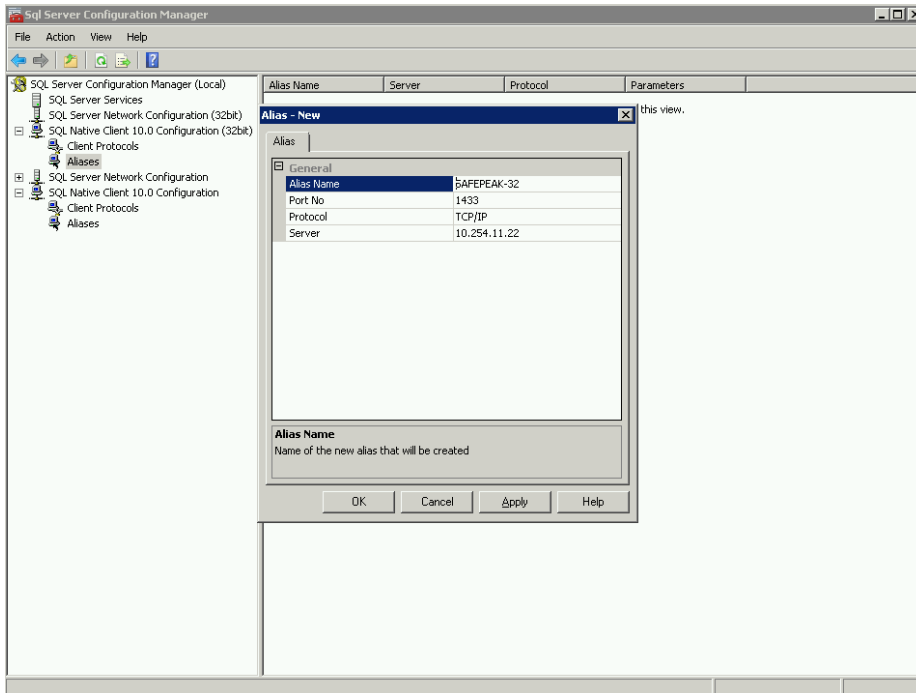 Sql Server Configuration Manager
File Action View Help
SQL Server Configuration Manager (Local)
SQL Server Services
SQL Server Network Configuration (32bit)
SQL Native Client 10.0 Configuration (32bit)
Client Protocols
Aliases
SQL Server Network Configuration
SQL Native Client 10.0 Configuration
Client Protocols
Aliases
Alias Name Server Protocol Parameters
this view.
Alias - New
Alias
General
Alias Name SAFEPEAK-32
Port No 1433
Protocol TCP/IP
Server 10.254.11.22
Alias Name
Name of the new alias that will be created
OK Cancel Apply Help